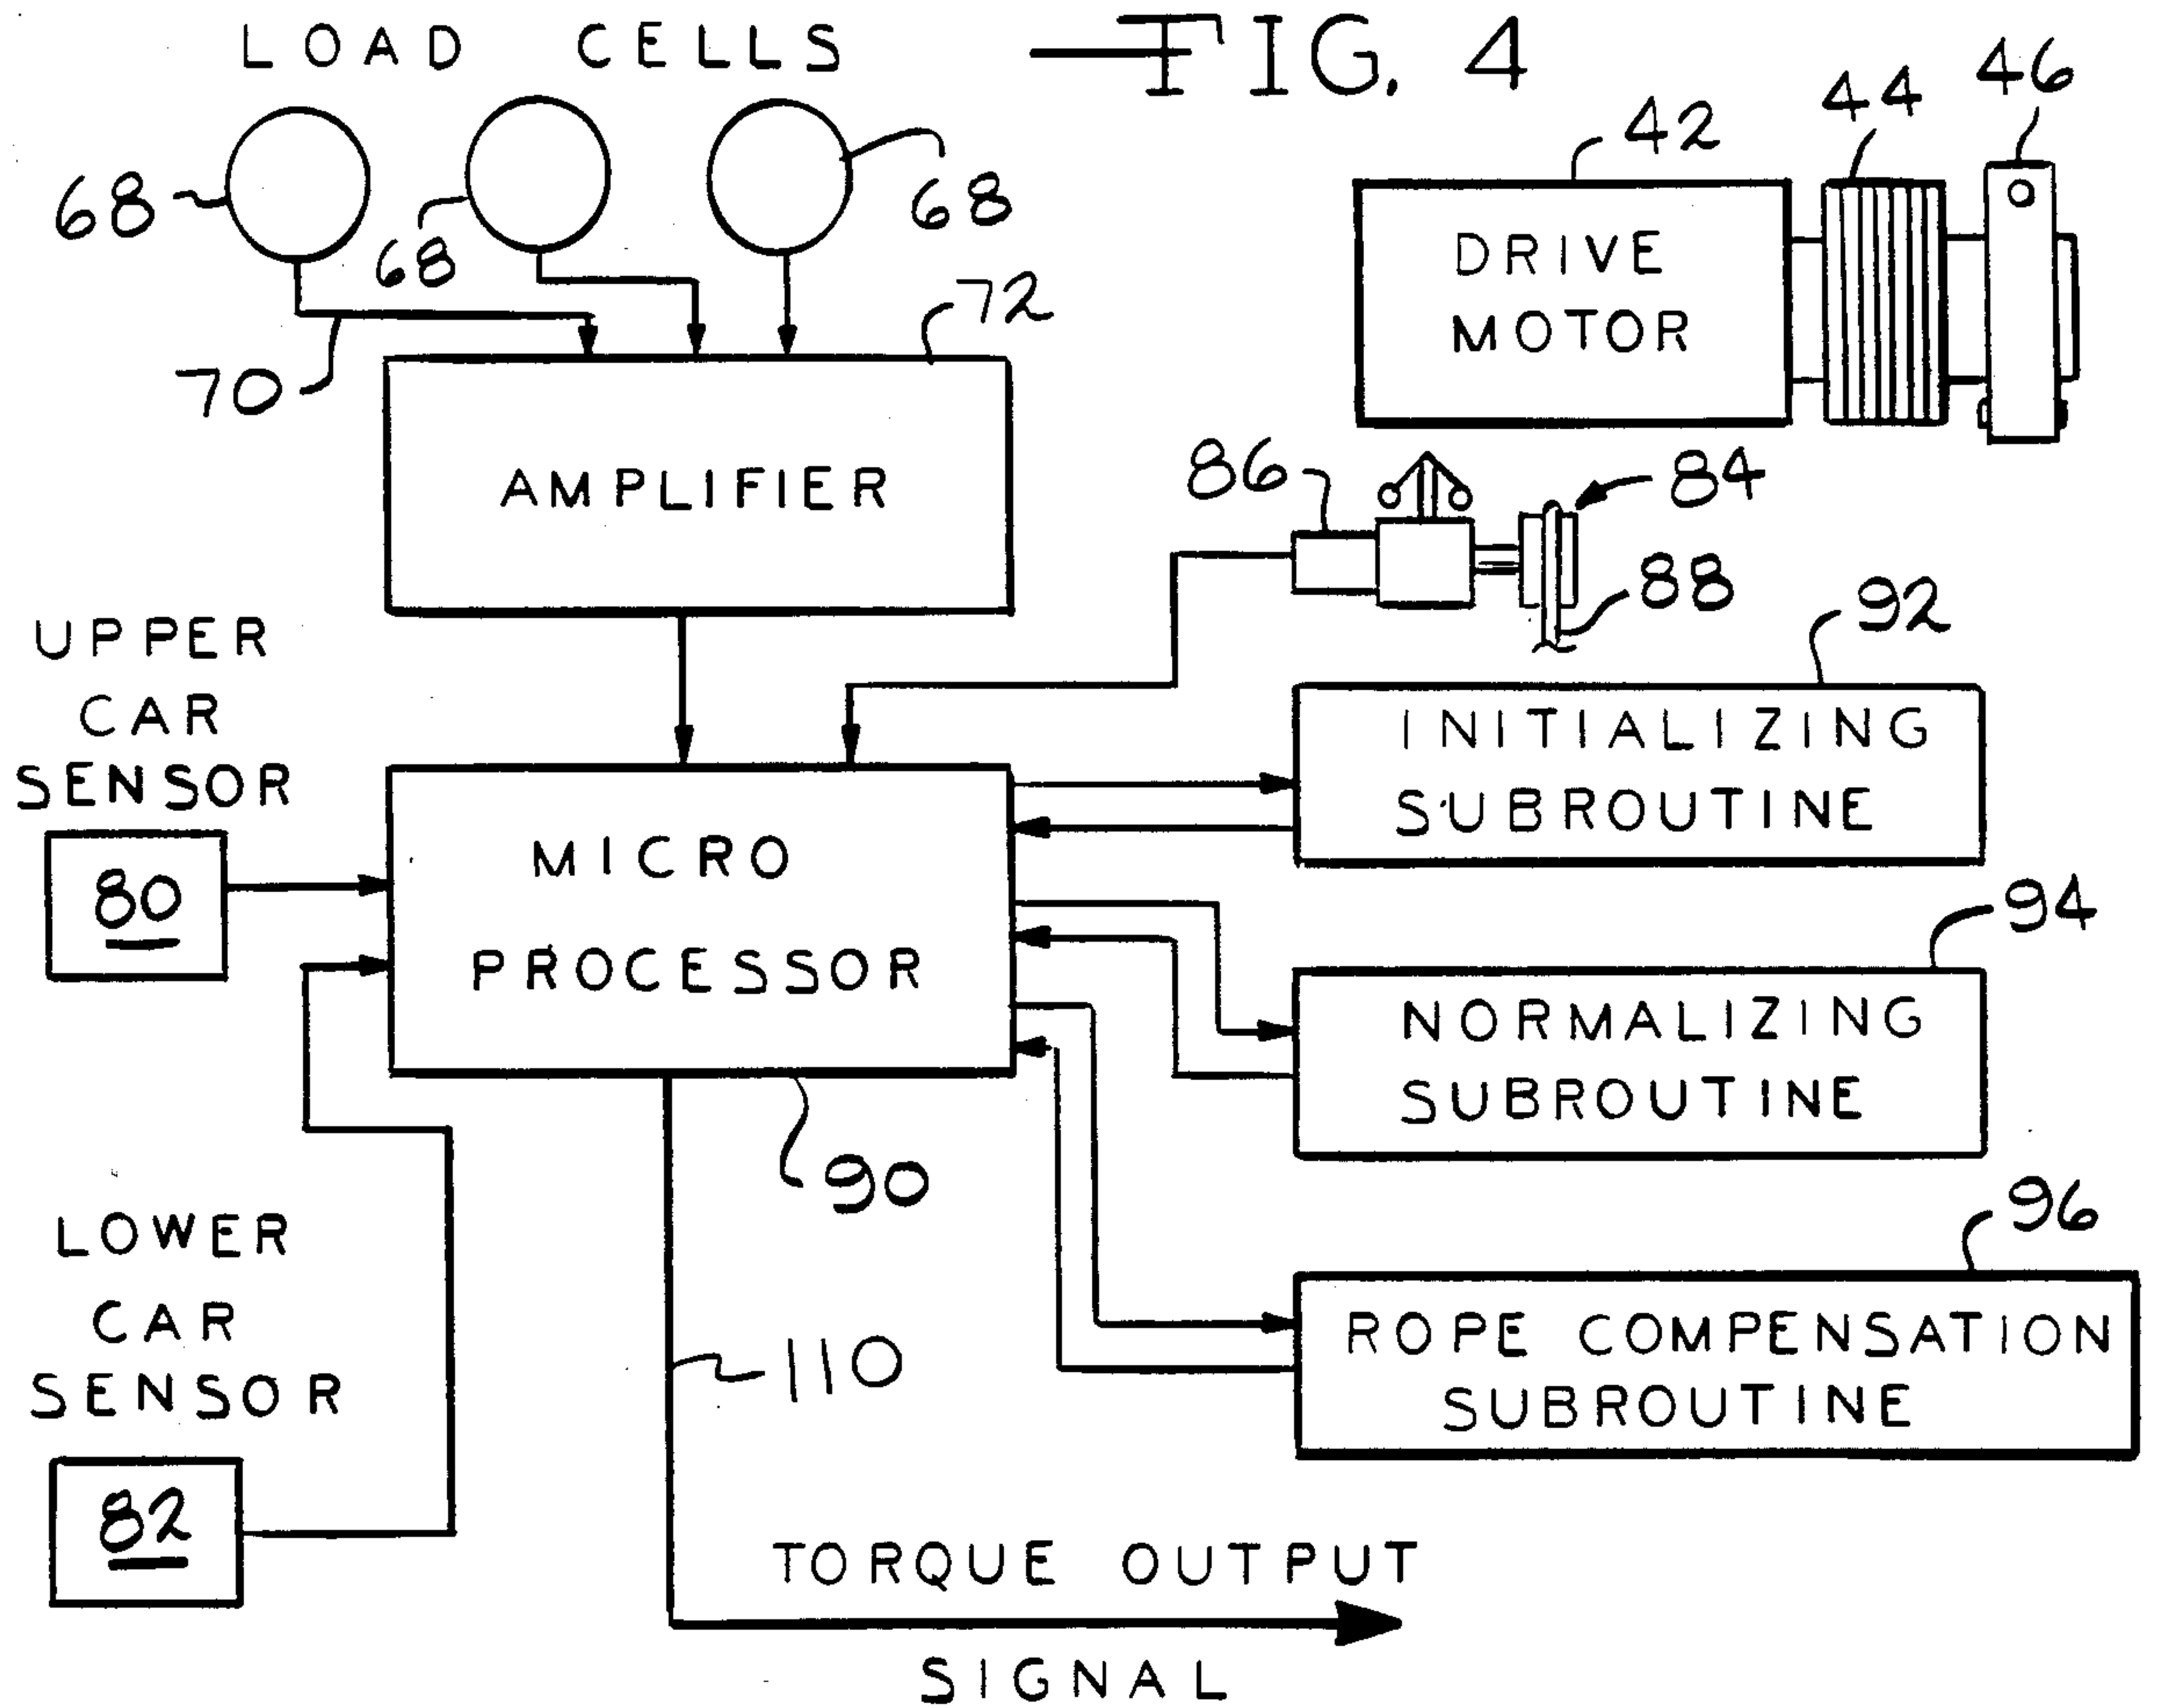 LOAD CELLS
FIG. 4
46
44
42
68
68
68
DRIVE
MOTOR
72
70
86
84
AMPLIFIER
88
92
UPPER
CAR
SENSOR
INITIALIZING
SUBROUTINE
MICRO
PROCESSOR
80
94
NORMALIZING
SUBROUTINE
90
96
LOWER
CAR
SENSOR
110
ROPE COMPENSATION
SUBROUTINE
82
TORQUE OUTPUT
SIGNAL